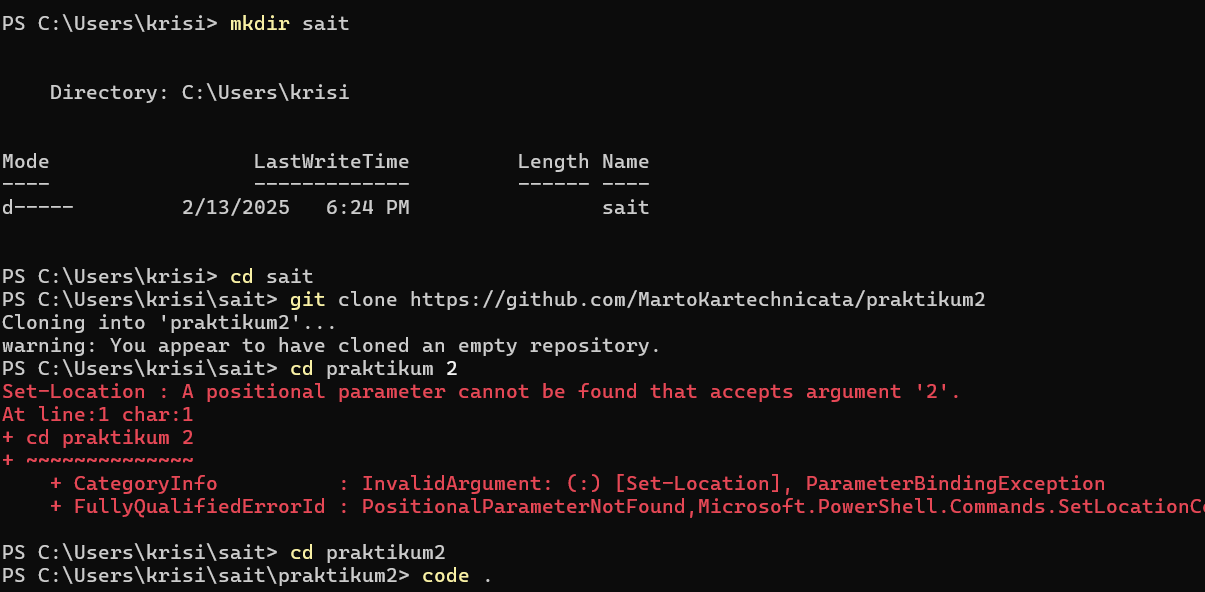 PS C:\Users\krisi> mkdir sait
Directory: C:\Users\krisi
Mode                 LastWriteTime         Length Name
----                 -------------         ------ ----
d-----         2/13/2025   6:24 PM                sait
PS C:\Users\krisi> cd sait
PS C:\Users\krisi\sait> git clone https://github.com/MartoKartechnicata/praktikum2
Cloning into 'praktikum2'...
warning: You appear to have cloned an empty repository.
PS C:\Users\krisi\sait> cd praktikum 2
Set-Location : A positional parameter cannot be found that accepts argument '2'.
At line:1 char:1
+ cd praktikum 2
+ ~~~~~~~~~~~~~~
    + CategoryInfo          : InvalidArgument: (:) [Set-Location], ParameterBindingException
    + FullyQualifiedErrorId : PositionalParameterNotFound,Microsoft.PowerShell.Commands.SetLocationC
PS C:\Users\krisi\sait> cd praktikum2
PS C:\Users\krisi\sait\praktikum2> code .